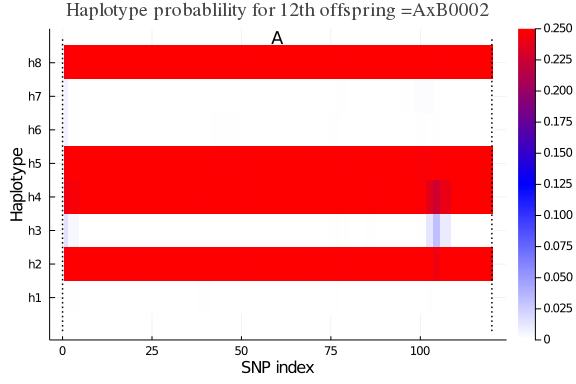 Haplotype probablility for 12th offspring =AxB0002
A
Haplotype
h8
h7
h6
h5
h4
h3
h2
h1
0
25
50
75
100
SNP index
0.250
0.225
0.200
0.175
0.150
0.125
0.100
0.075
0.050
0.025
0